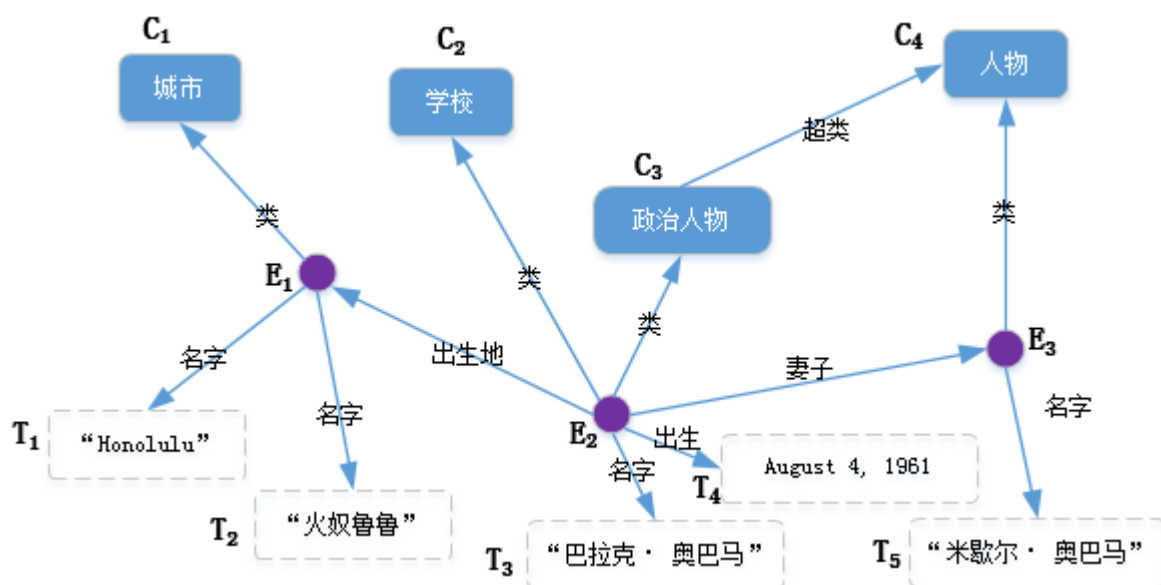 C₁
城市
C₂
学校
C₄
人物
超类
C₃
政治人物
类
类
类
类
E₁
E₃
名字
名字
出生地
妻子
名字
E₂
出生
名字
T₁
“Honolulu”
T₂
“火奴鲁鲁”
T₄
August 4, 1961
T₃
“巴拉克· 奥巴马”
T₅
“米歇尔· 奥巴马”